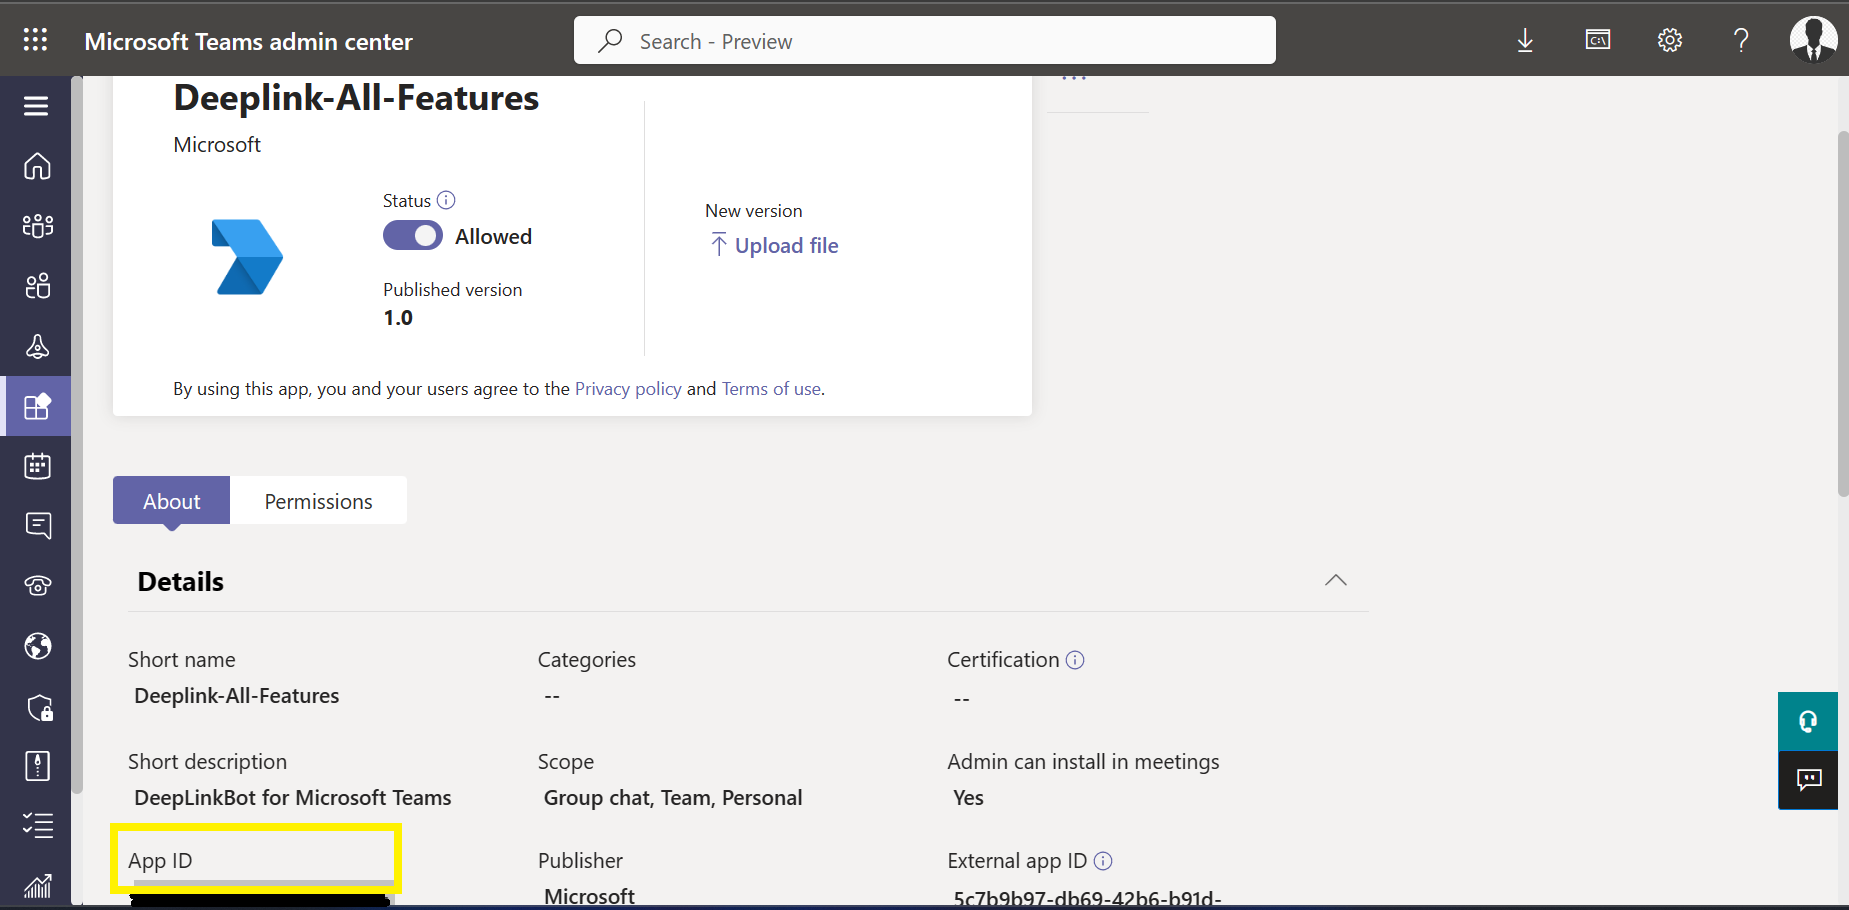 Microsoft Teams admin center
Search - Preview
C:\
Deeplink-All-Features
Microsoft
Status
Allowed
Published version
1.0
New version
Upload file
By using this app, you and your users agree to the Privacy policy and Terms of use.
About
Permissions
Details
Short name
Deeplink-All-Features
Categories
--
Certification
--
Short description
DeepLinkBot for Microsoft Teams
Scope
Group chat, Team, Personal
Admin can install in meetings
Yes
App ID
Publisher
Microsoft
External app ID
5c7b9b97-db69-42b6-b91d-